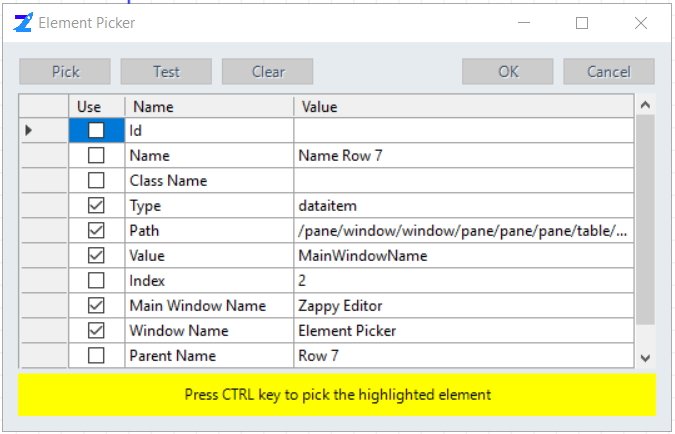 Element Picker
Pick Test Clear OK Cancel
Use Name Value
Id
Name Name Row 7
Class Name
Type dataitem
Path /pane/window/window/pane/pane/pane/table/...
Value MainWindowName
Index 2
Main Window Name Zappy Editor
Window Name Element Picker
Parent Name Row 7
Press CTRL key to pick the highlighted element